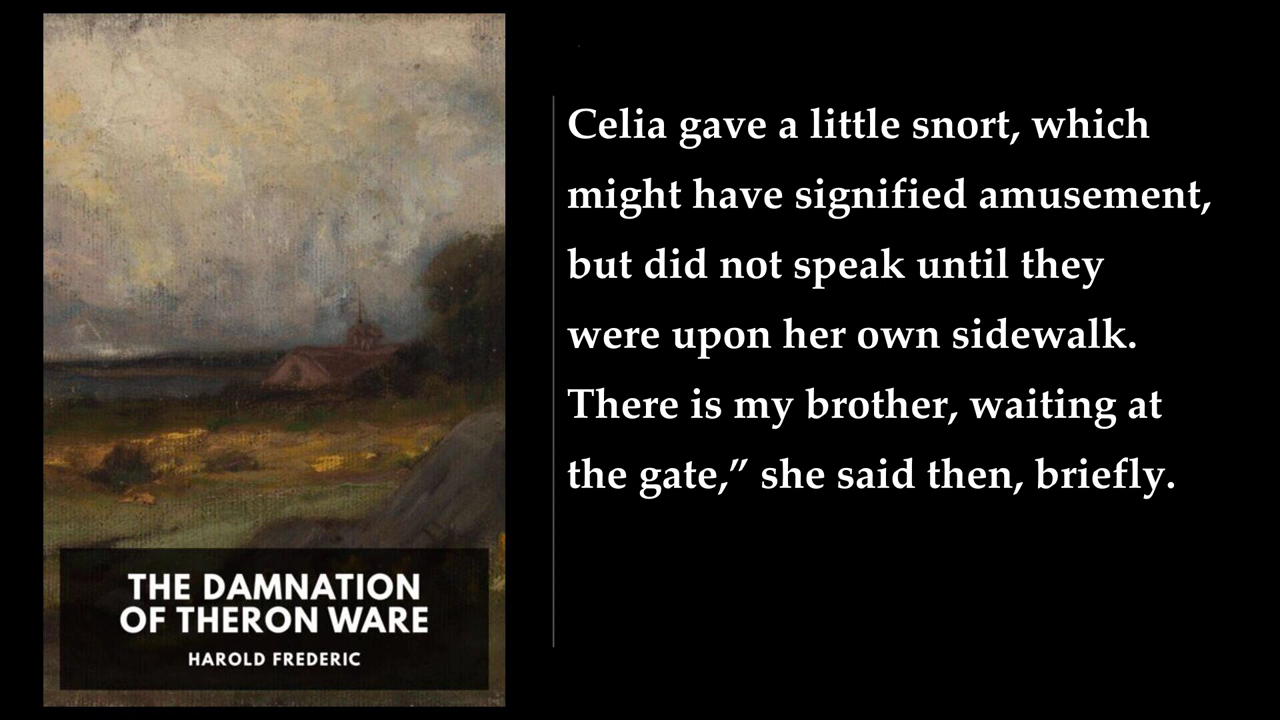 Celia gave a little snort, which
might have signified amusement,
but did not speak until they
were upon her own sidewalk.
There is my brother, waiting at
the gate,” she said then, briefly.
THE DAMNATION
OF THERON WARE
HAROLD FREDERIC